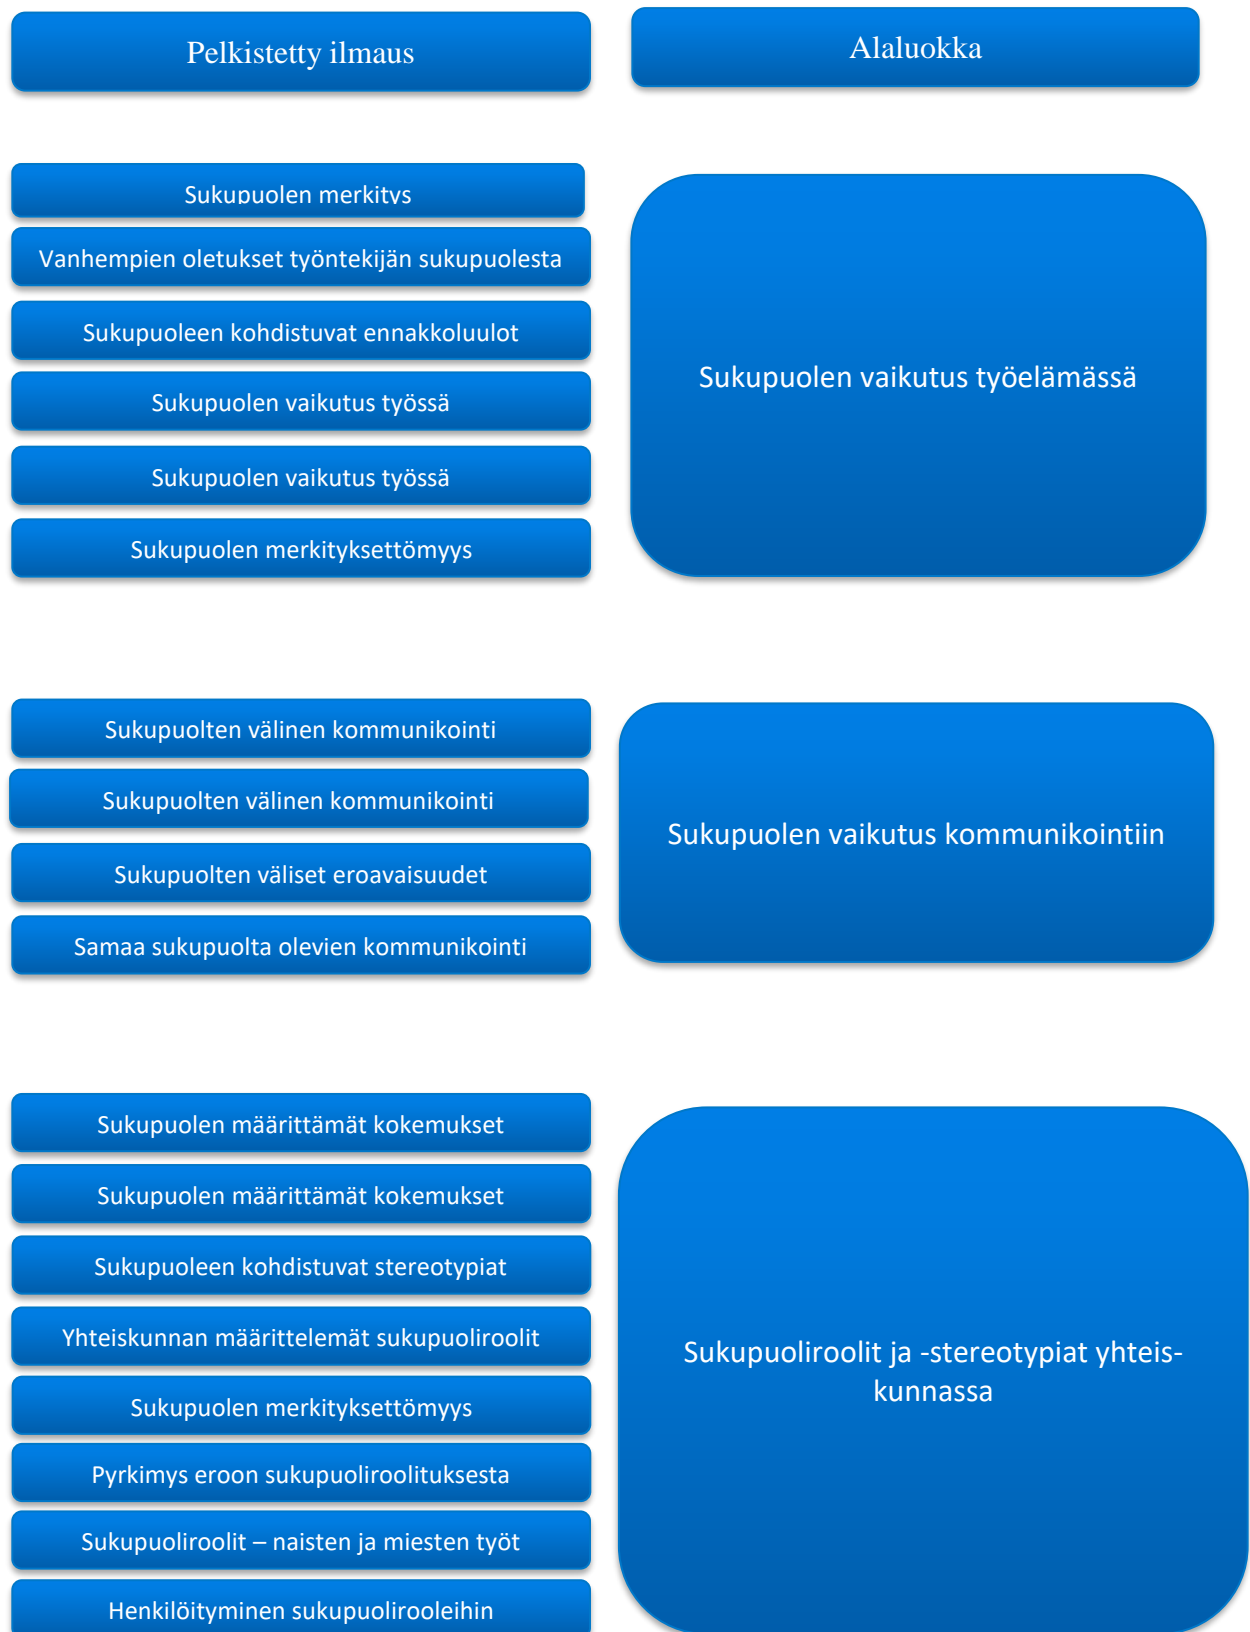 Pelkistetty ilmaus
Alaluokka
Sukupuolen merkitys
Vanhempien oletukset työntekijän sukupuolesta
Sukupuoleen kohdistuvat ennakkoluulot
Sukupuolen vaikutus työssä
Sukupuolen vaikutus työssä
Sukupuolen merkityksettömyys
Sukupuolen vaikutus työelämässä
Sukupuolten välinen kommunikointi
Sukupuolten välinen kommunikointi
Sukupuolten väliset eroavaisuudet
Samaa sukupuolta olevien kommunikointi
Sukupuolen vaikutus kommunikointiin
Sukupuolen määrittämät kokemukset
Sukupuolen määrittämät kokemukset
Sukupuoleen kohdistuvat stereotypiat
Yhteiskunnan määrittelemät sukupuoliroolit
Sukupuolen merkityksettömyys
Pyrkimys eroon sukupuoliroolituksesta
Sukupuoliroolit – naisten ja miesten työt
Henkilöityminen sukupuolirooleihin
Sukupuoliroolit ja -stereotypiat yhteis-
kunnassa